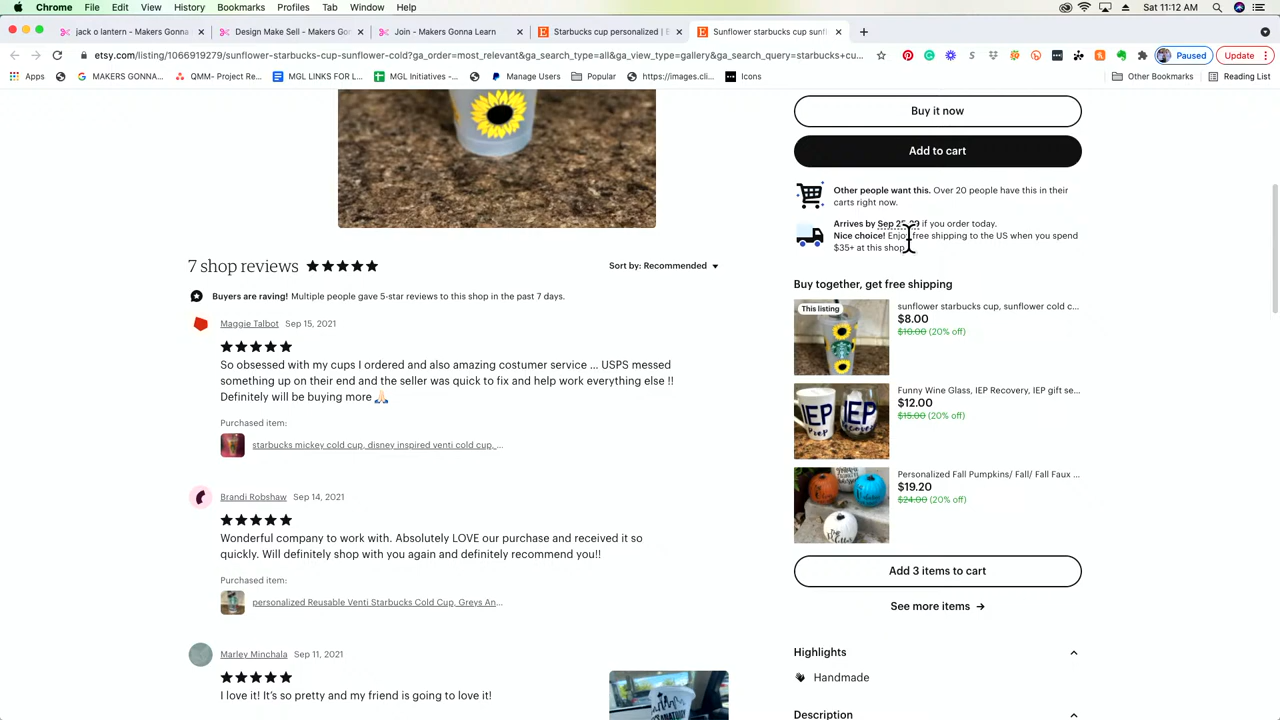 Chrome File Edit View History Bookmarks Profiles Tab Window Help
Sat 11:12 AM
jack o lantern - Makers Gonna
Design Make Sell - Makers Go
Join - Makers Gonna Learn
Starbucks cup personalized | E
Sunflower starbucks cup sunf
etsy.com/listing/1066919279/sunflower-starbucks-cup-sunflower-cold?ga_order=most_relevant&ga_search_type=all&ga_view_type=gallery&ga_search_query=starbucks+cu...
Paused
Update
Apps
MAKERS GONNA...
QMM- Project Re...
MGL LINKS FOR L...
MGL Initiatives -...
Manage Users
Popular
https://images.cli...
Icons
Other Bookmarks
Reading List
Buy it now
Add to cart
Other people want this. Over 20 people have this in their
carts right now.
Arrives by Sep 25-29 if you order today.
Nice choice! Enjoy free shipping to the US when you spend
$35+ at this shop.
7 shop reviews
Sort by: Recommended
Buyers are raving! Multiple people gave 5-star reviews to this shop in the past 7 days.
Maggie Talbot Sep 15, 2021
So obsessed with my cups I ordered and also amazing costumer service ... USPS messed
something up on their end and the seller was quick to fix and help work everything else !!
Definitely will be buying more
Purchased item:
starbucks mickey cold cup, disney inspired venti cold cup, ...
Brandi Robshaw Sep 14, 2021
Wonderful company to work with. Absolutely LOVE our purchase and received it so
quickly. Will definitely shop with you again and definitely recommend you!!
Purchased item:
personalized Reusable Venti Starbucks Cold Cup, Greys An...
Marley Minchala Sep 11, 2021
I love it! It's so pretty and my friend is going to love it!
Buy together, get free shipping
This listing
sunflower starbucks cup, sunflower cold c...
$8.00
$10.00 (20% off)
Funny Wine Glass, IEP Recovery, IEP gift se...
$12.00
$15.00 (20% off)
IEP
IEP
Personalized Fall Pumpkins/ Fall/ Fall Faux ...
$19.20
$24.00 (20% off)
Add 3 items to cart
See more items
Highlights
Handmade
Description